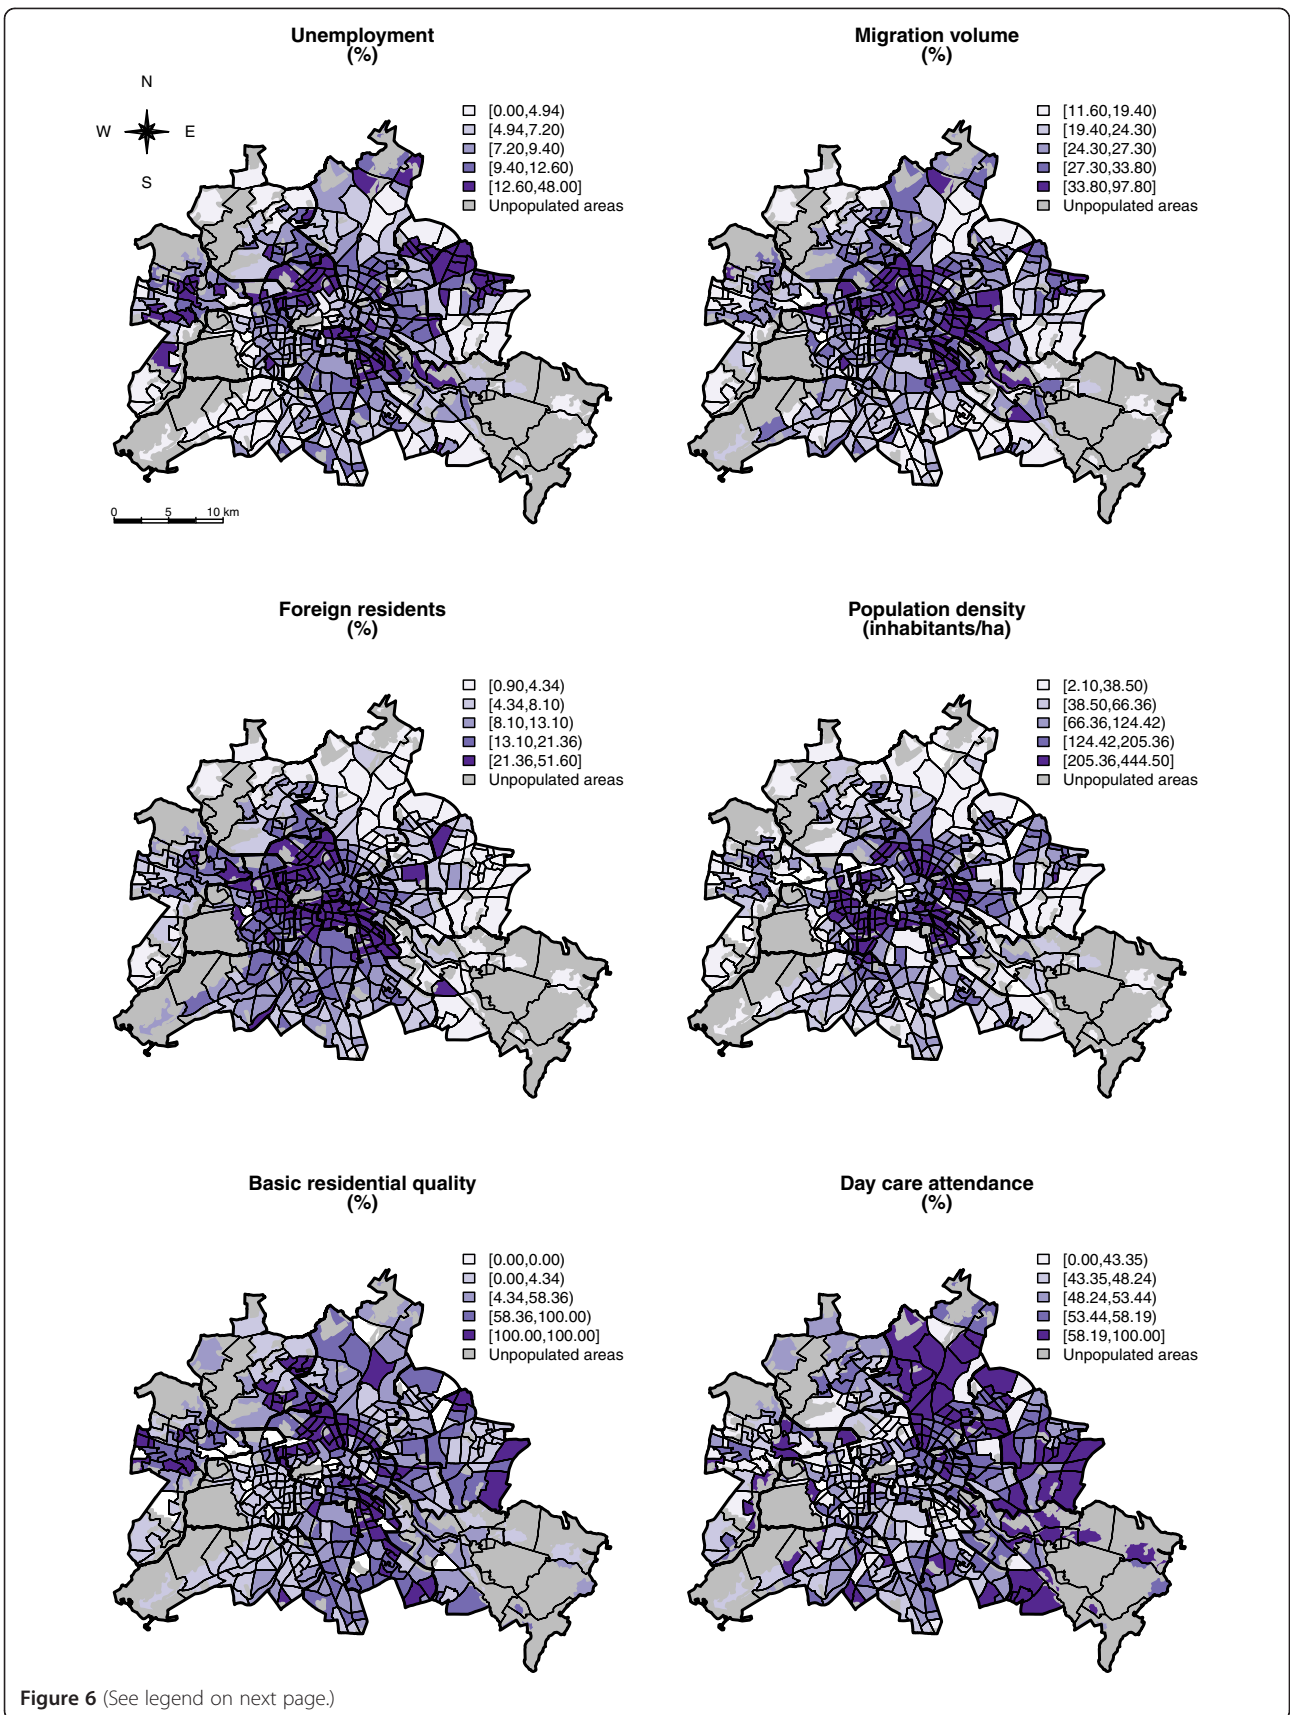 Unemployment
(%)
N
W E
S
[0.00,4.94)
[4.94,7.20)
[7.20,9.40)
[9.40,12.60)
[12.60,48.00]
Unpopulated areas
0 5 10 km
Migration volume
(%)
[11.60,19.40)
[19.40,24.30)
[24.30,27.30)
[27.30,33.80)
[33.80,97.80]
Unpopulated areas
Foreign residents
(%)
[0.90,4.34)
[4.34,8.10)
[8.10,13.10)
[13.10,21.36)
[21.36,51.60]
Unpopulated areas
Population density
(inhabitants/ha)
[2.10,38.50)
[38.50,66.36)
[66.36,124.42)
[124.42,205.36)
[205.36,444.50]
Unpopulated areas
Basic residential quality
(%)
[0.00,0.00)
[0.00,4.34)
[4.34,58.36)
[58.36,100.00)
[100.00,100.00]
Unpopulated areas
Day care attendance
(%)
[0.00,43.35)
[43.35,48.24)
[48.24,53.44)
[53.44,58.19)
[58.19,100.00]
Unpopulated areas
Figure 6 (See legend on next page.)